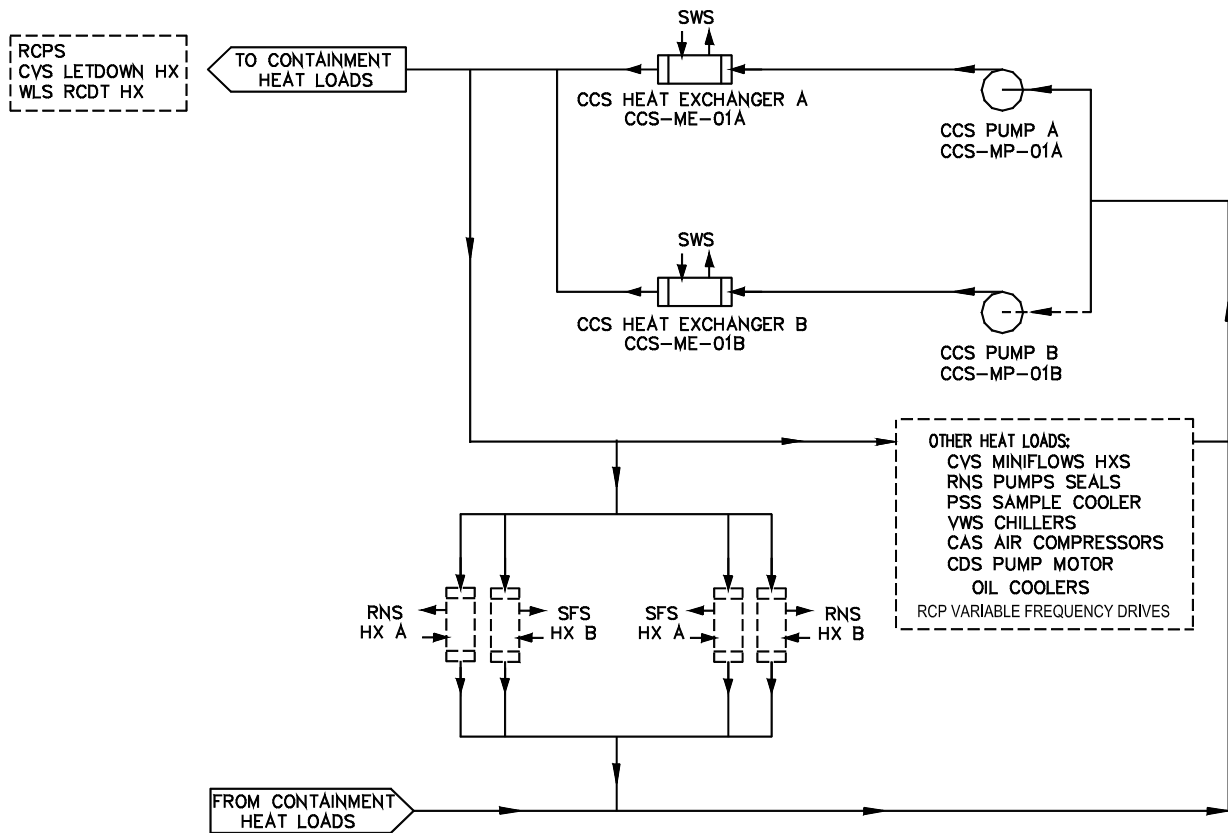 SWS
RCPS
CVS LETDOWN HX
WLS RCDT HX
TO CONTAINMENT
HEAT LOADS
CCS HEAT EXCHANGER A
CCS-ME-01A
CCS PUMP A
CCS-MP-01A
SWS
CCS HEAT EXCHANGER B
CCS-ME-01B
CCS PUMP B
CCS-MP-01B
OTHER HEAT LOADS:
CVS MINIFLOWS HXS
RNS PUMPS SEALS
PSS SAMPLE COOLER
VWS CHILLERS
CAS AIR COMPRESSORS
CDS PUMP MOTOR
OIL COOLERS
RCP VARIABLE FREQUENCY DRIVES
RNS
HX A
SFS
HX B
SFS
HX A
RNS
HX B
FROM CONTAINMENT
HEAT LOADS